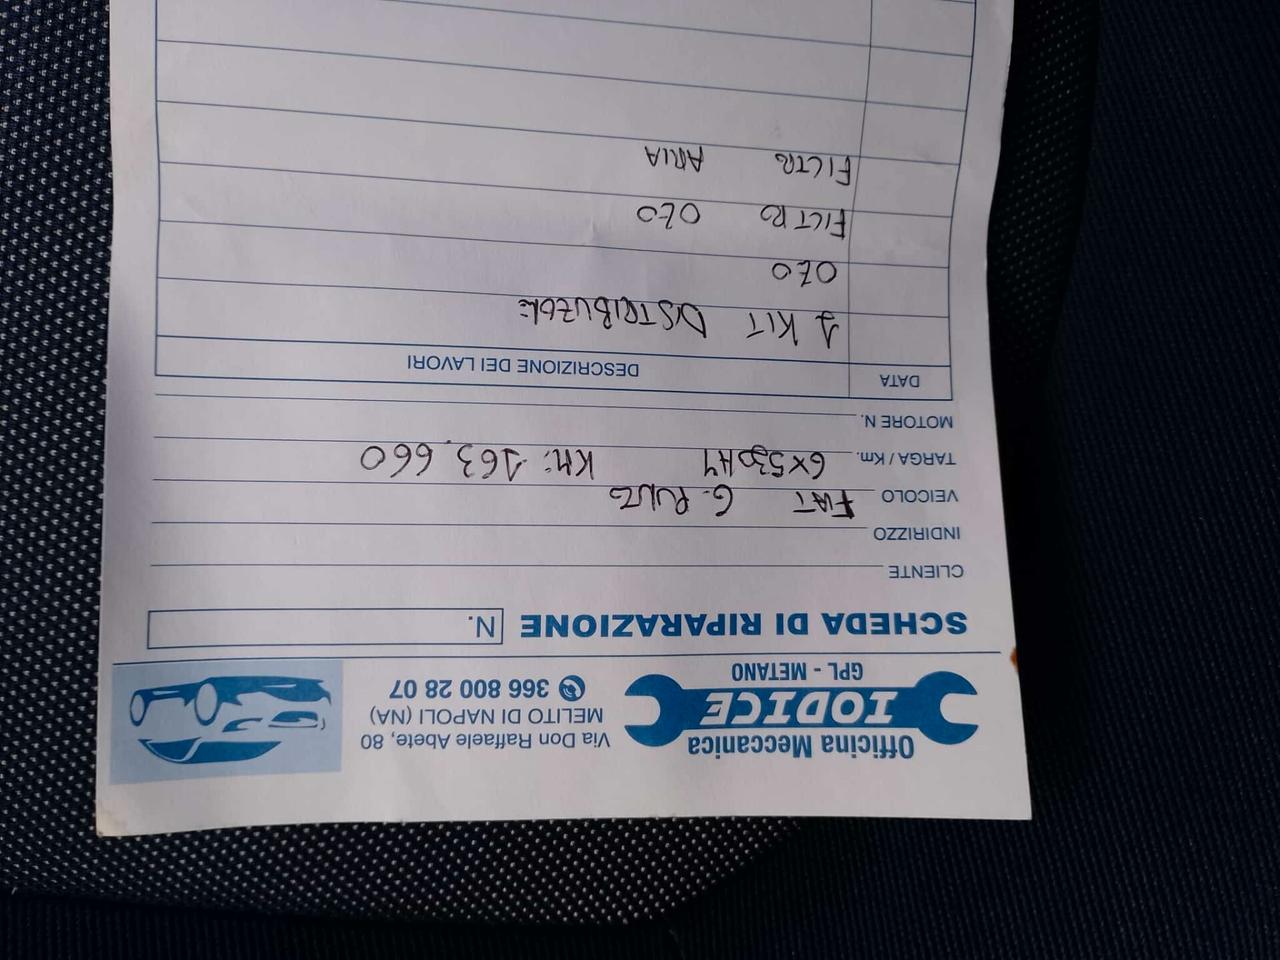 Officina Meccanica
IODICE
GPL - METANO
Via Don Raffaele Abete, 80
MELITO DI NAPOLI (NA)
366 800 28 07
SCHEDA DI RIPARAZIONE N.
CLIENTE
INDIRIZZO
VEICOLO FIAT G. PUNTO
TARGA / Km. GX530HY KM: 163.660
MOTORE N.
DATA DESCRIZIONE DEI LAVORI
1 KIT
OLIO
FILTRO OLIO
FILTR ARIA